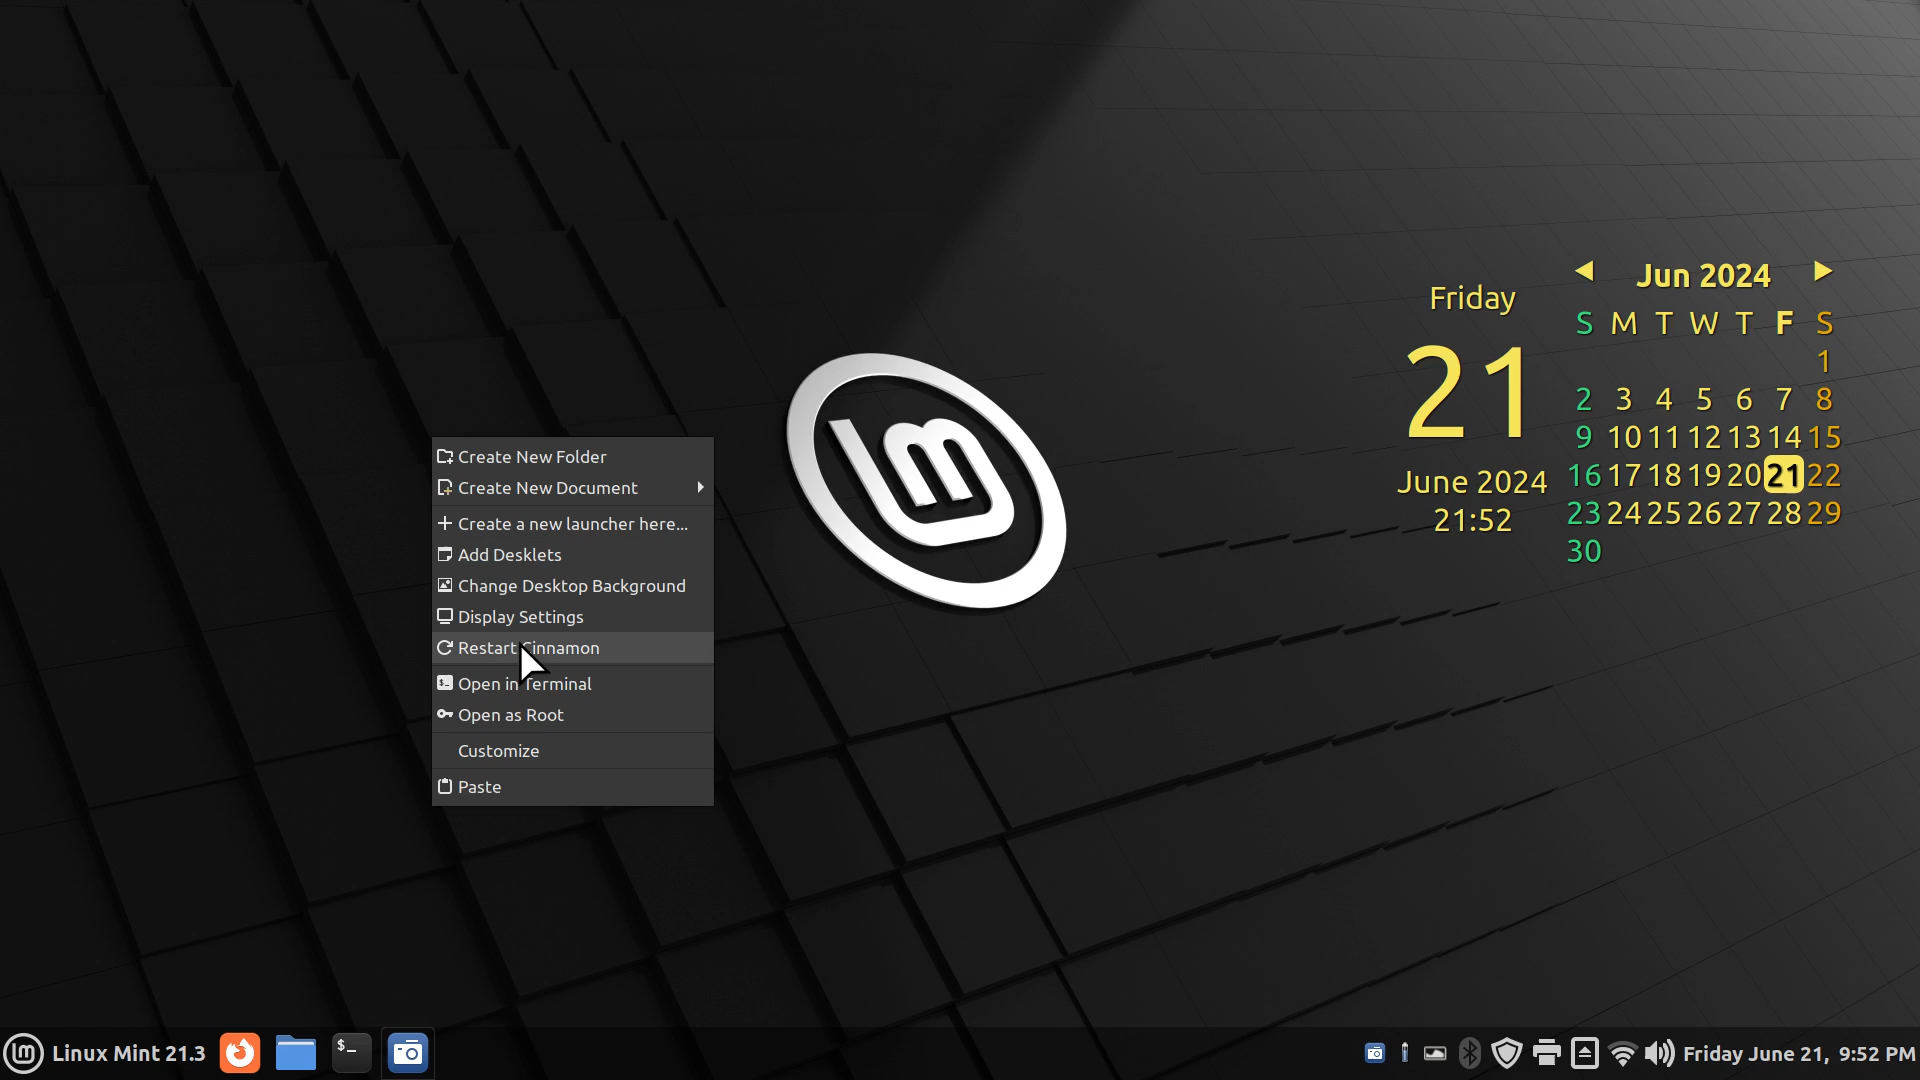 Create New Folder
Create New Document
Create a new launcher here...
Add Desklets
Change Desktop Background
Display Settings
Restart Cinnamon
Open in Terminal
Open as Root
Customize
Paste
Friday
21
June 2024
21:52
Jun 2024
S M T W T F S
1
2 3 4 5 6 7 8
9 10 11 12 13 14 15
16 17 18 19 20 21 22
23 24 25 26 27 28 29
30
Linux Mint 21.3
Friday June 21, 9:52 PM